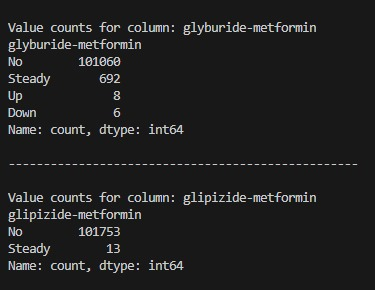 Value counts for column: glyburide-metformin
glyburide-metformin
No        101060
Steady       692
Up             8
Down           6
Name: count, dtype: int64
--------------------------------------------------
Value counts for column: glipizide-metformin
glipizide-metformin
No        101753
Steady        13
Name: count, dtype: int64